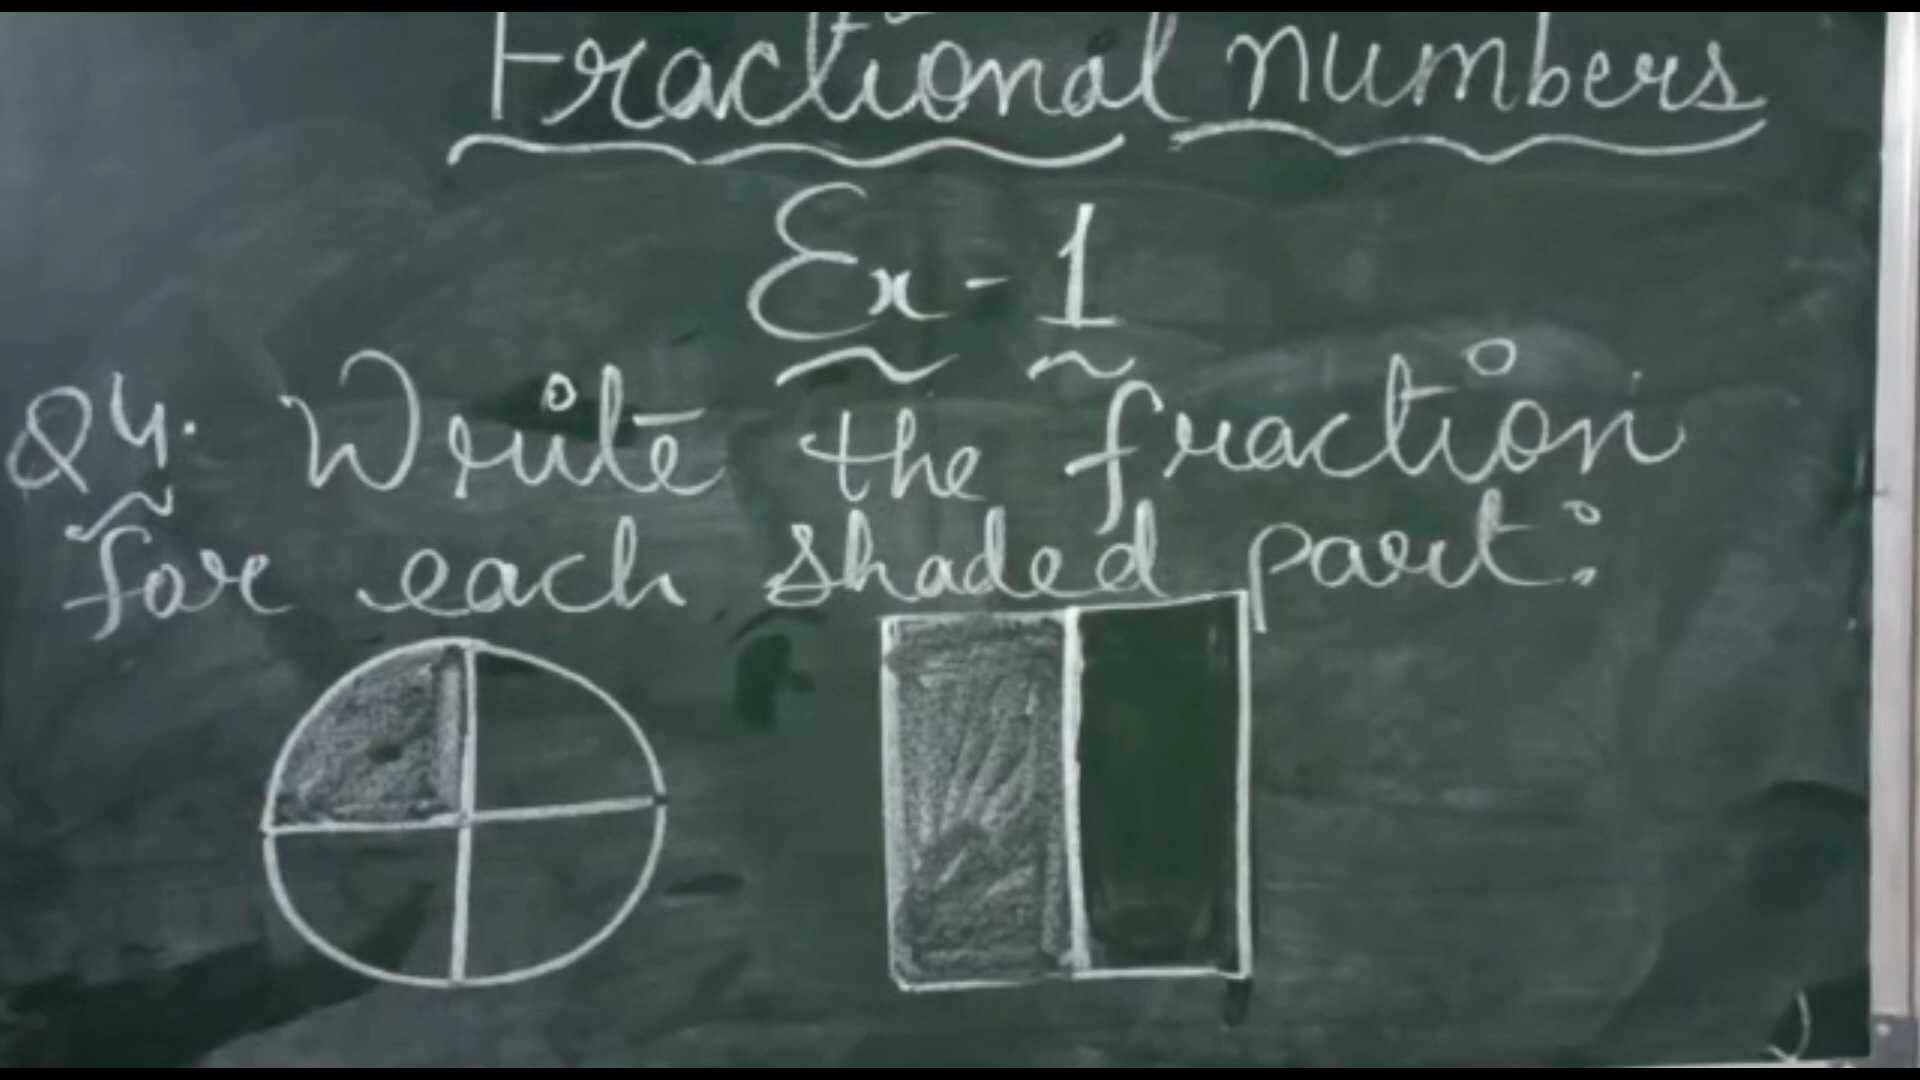 Fractional numbers
Ex - 1
Q4. Write the fraction
for each shaded part: